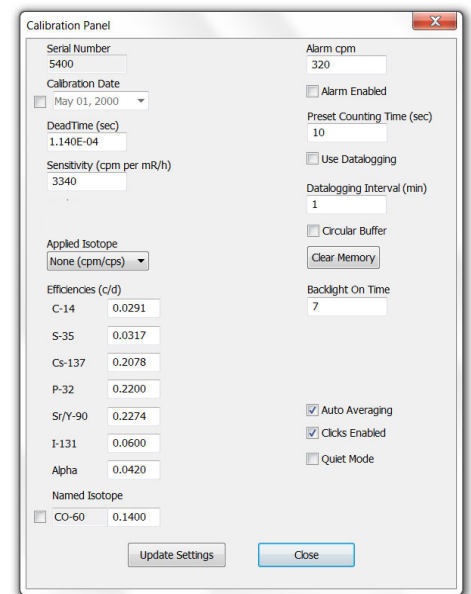 Calibration Panel
Serial Number
5400
Calibration Date
May 01, 2000
DeadTime (sec)
1.140E-04
Sensitivity (cpm per mR/h)
3340
Applied Isotope
None (cpm/cps)
Efficiencies (c/d)
C-14 0.0291
S-35 0.0317
Cs-137 0.2078
P-32 0.2200
Sr/Y-90 0.2274
I-131 0.0600
Alpha 0.0420
Named Isotope
CO-60 0.1400
Alarm cpm
320
Alarm Enabled
Preset Counting Time (sec)
10
Use Datalogging
Datalogging Interval (min)
1
Circular Buffer
Clear Memory
Backlight On Time
7
Auto Averaging
Clicks Enabled
Quiet Mode
Update Settings Close